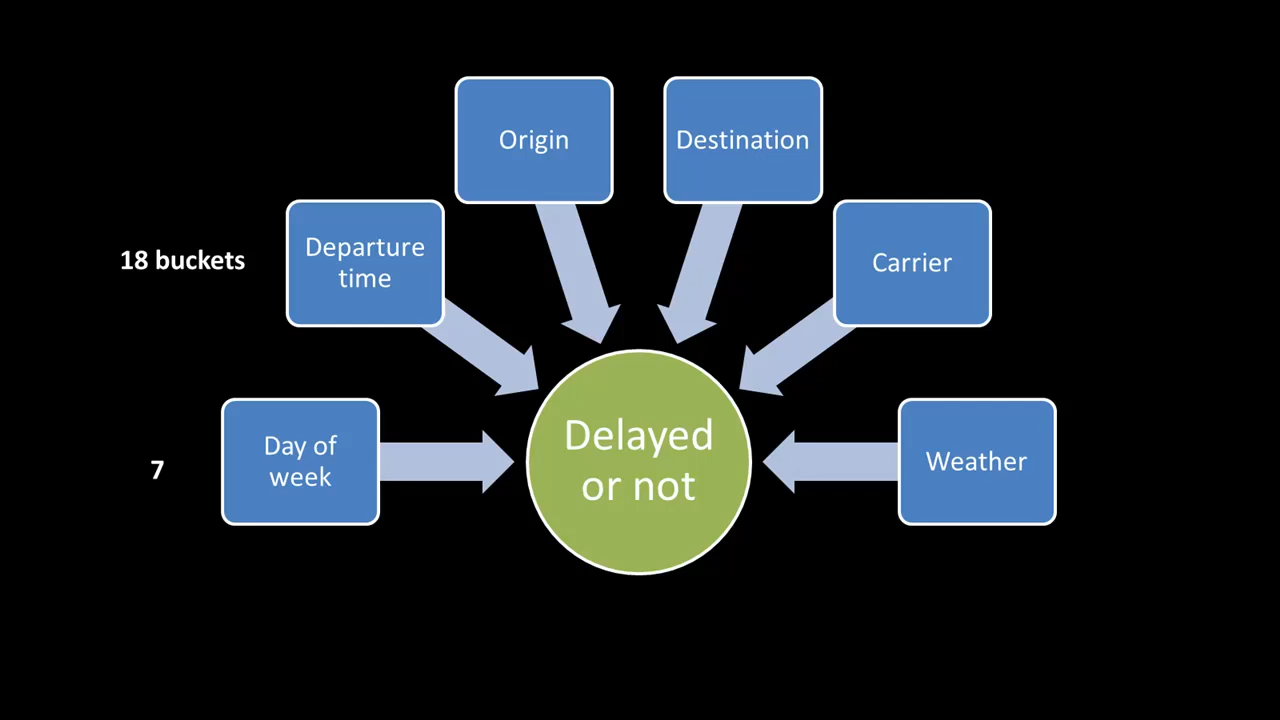 Origin
Destination
18 buckets
Departure
time
Carrier
Delayed
or not
7
Day of
week
Weather